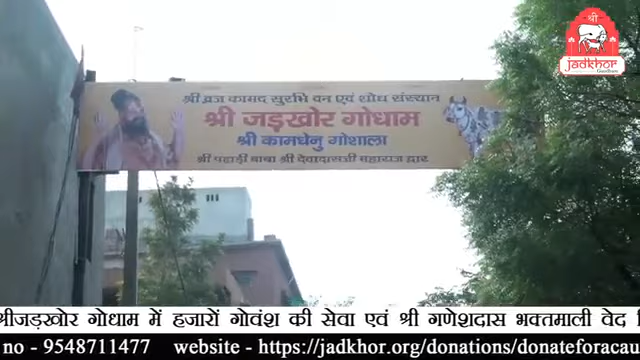 श्री
jadkhor
Gaudham
श्री ब्रज कामद सुरभि वन एवं शोध संस्थान
श्री जड़खोर गोधाम
श्री कामधेनु गोशाला
श्री पहाड़ी बाबा श्री देवादासजी महाराज द्वार
श्रीजड़खोर गोधाम में हजारों गोवंश की सेवा एवं श्री गणेशदास भक्तमाली वेद
no - 9548711477 website - https://jadkhor.org/donations/donateforacau